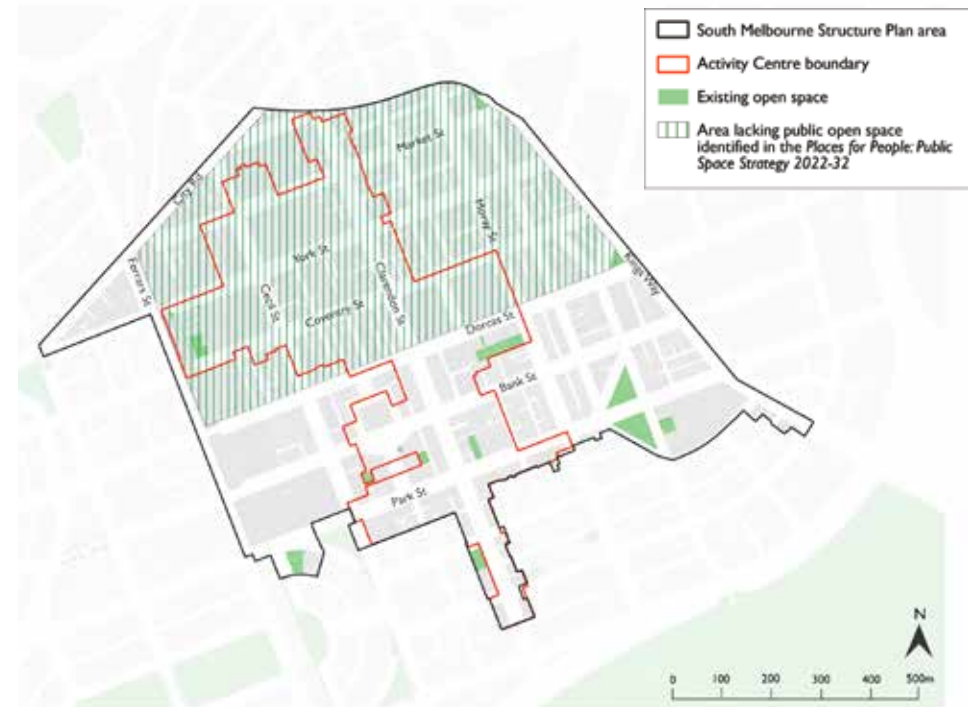 South Melbourne Structure Plan area
Activity Centre boundary
Existing open space
Area lacking public open space
identified in the Places for People: Public
Space Strategy 2022-32
City Rd
Market St
Moray St
Ferrars St
York St
Cecil St
Clarendon St
Coventry St
Kings Way
Dorcas St
Bank St
Park St
N
0 100 200 300 400 500m